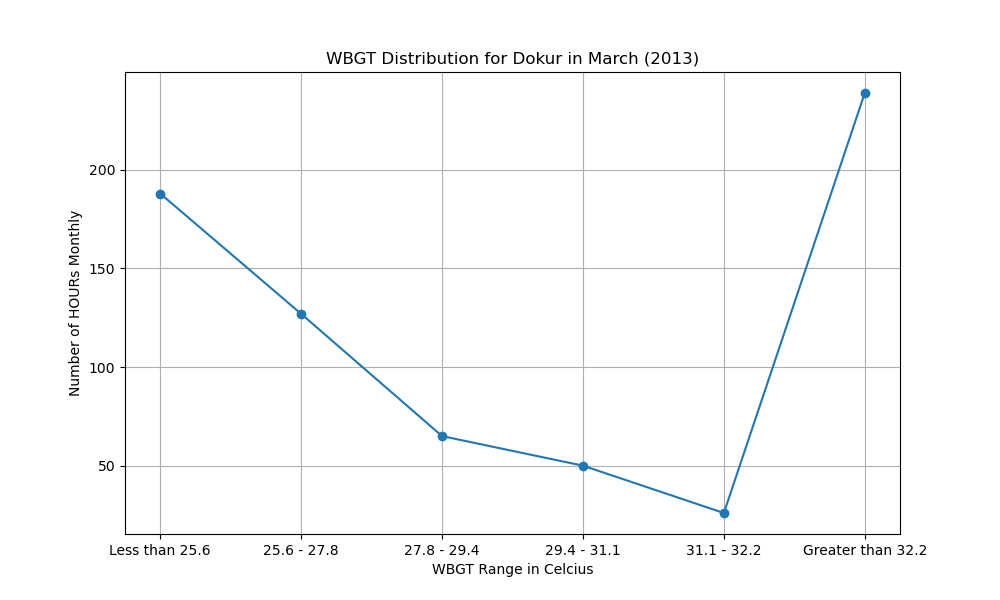 WBGT Distribution for Dokur in March (2013)
Number of HOURs Monthly
200
150
100
50
Less than 25.6
25.6 - 27.8
27.8 - 29.4
29.4 - 31.1
31.1 - 32.2
Greater than 32.2
WBGT Range in Celcius